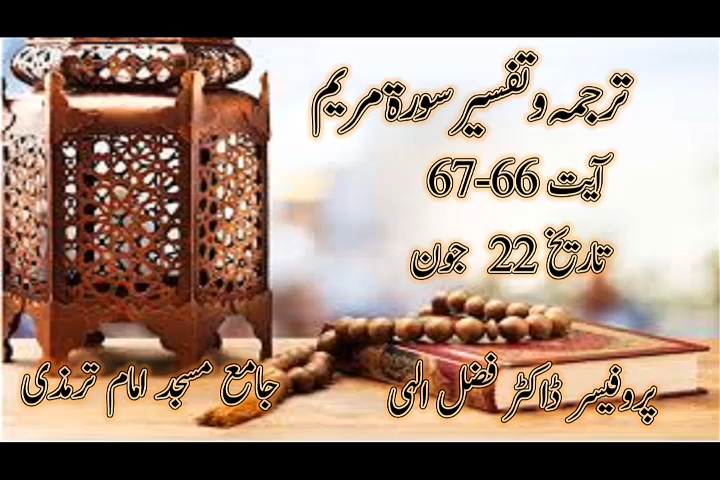 ترجمہ و تفسیر سورۃ مریم
آیت 66-67
تاریخ 22 جون
پروفیسر ڈاکٹر فضل الہی
جامع مسجد امام ترمذی